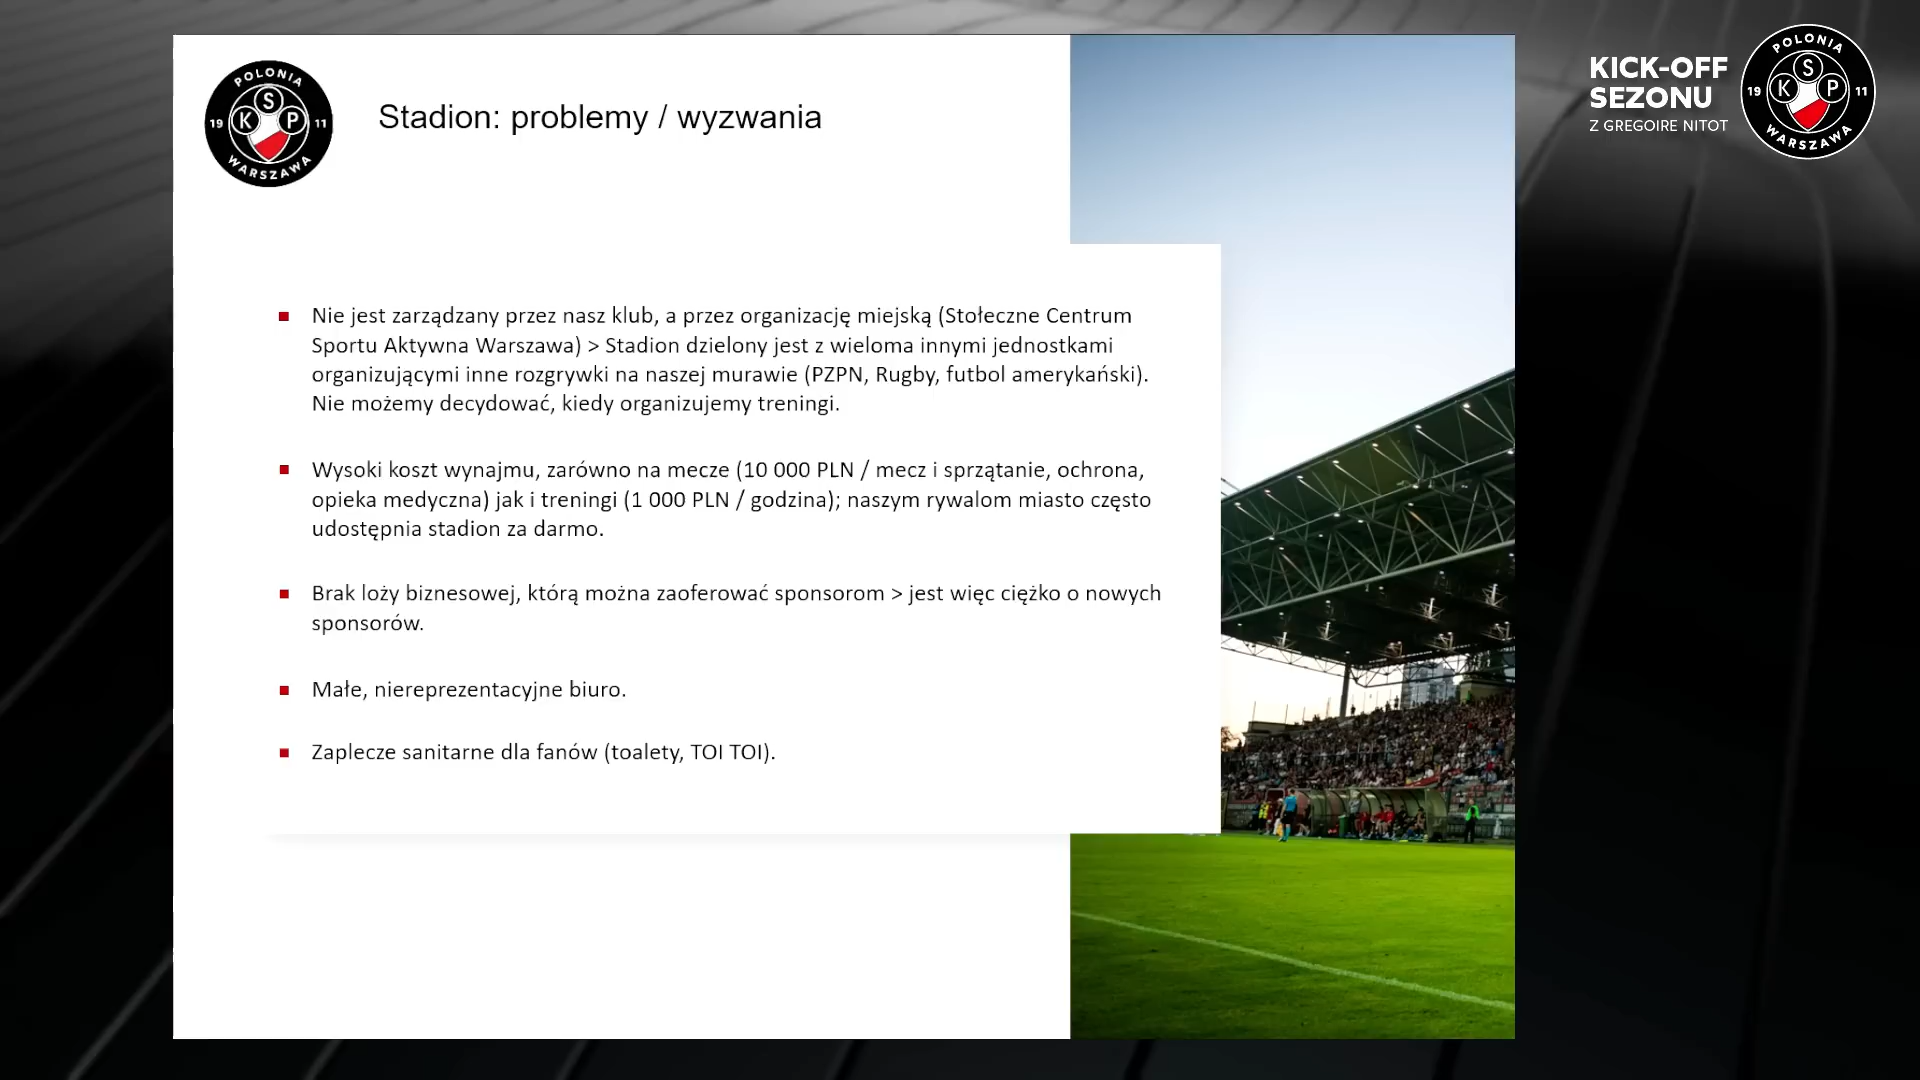 POLONIA
S
K P
19 11
WARSZAWA
Stadion: problemy / wyzwania
KICK-OFF
SEZONU
Z GREGOIRE NITOT
POLONIA
S
K P
19 11
WARSZAWA
Nie jest zarządzany przez nasz klub, a przez organizację miejską (Stołeczne Centrum
Sportu Aktywna Warszawa) > Stadion dzielony jest z wieloma innymi jednostkami
organizującymi inne rozgrywki na naszej murawie (PZPN, Rugby, futbol amerykański).
Nie możemy decydować, kiedy organizujemy treningi.
Wysoki koszt wynajmu, zarówno na mecze (10 000 PLN / mecz i sprzątanie, ochrona,
opieka medyczna) jak i treningi (1 000 PLN / godzina); naszym rywalom miasto często
udostępnia stadion za darmo.
Brak loży biznesowej, którą można zaoferować sponsorom > jest więc ciężko o nowych
sponsorów.
Małe, niereprezentacyjne biuro.
Zaplecze sanitarne dla fanów (toalety, TOI TOI).